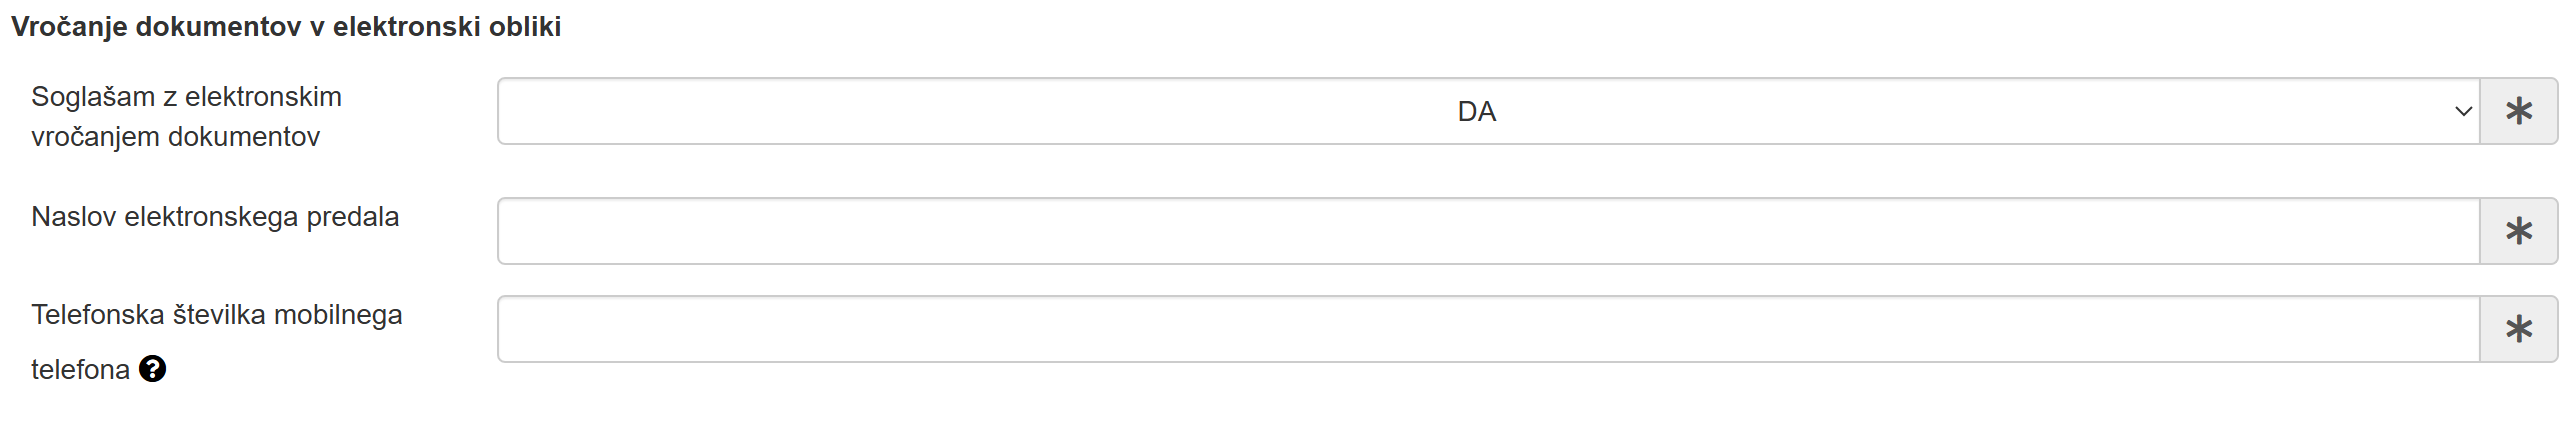 Vročanje dokumentov v elektronski obliki
Soglašam z elektronskim
vročanjem dokumentov
DA
Naslov elektronskega predala
Telefonska številka mobilnega
telefona